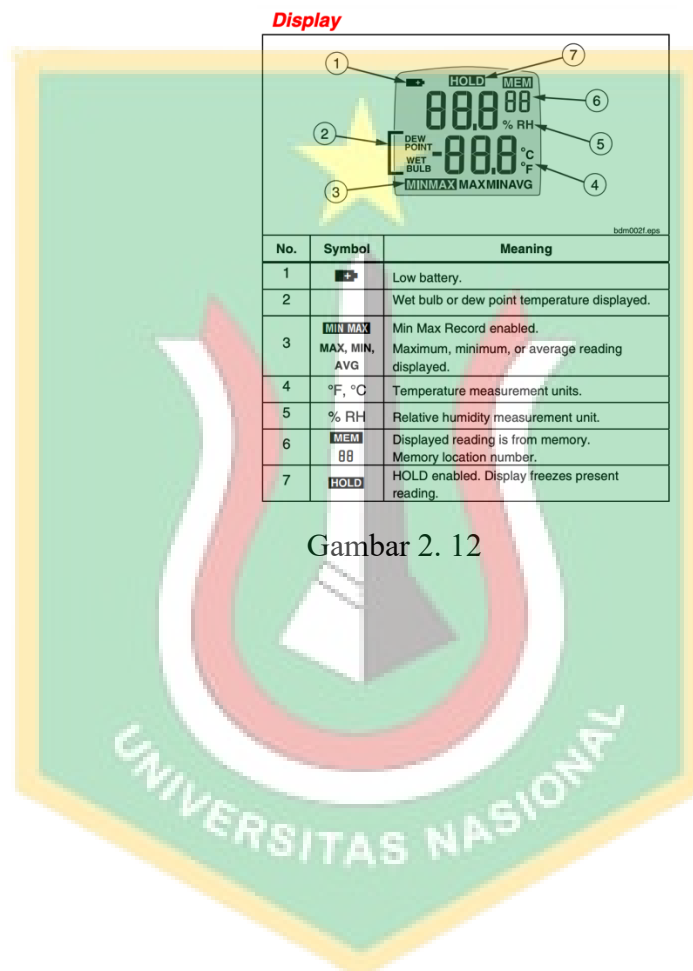 Display
1
7
HOLD
MEM
88.8 88
6
% RH
5
2
DEW
POINT
WET
BULB
-88.8 °C
°F
4
3
MINMAX MAXMINAVG
bdm002f.eps
No. Symbol Meaning
1 Low battery.
2 Wet bulb or dew point temperature displayed.
3 MIN MAX Min Max Record enabled.
MAX, MIN, Maximum, minimum, or average reading
AVG displayed.
4 °F, °C Temperature measurement units.
5 % RH Relative humidity measurement unit.
6 MEM Displayed reading is from memory.
88 Memory location number.
7 HOLD HOLD enabled. Display freezes present
reading.
Gambar 2. 12
UNIVERSITAS NASIONAL